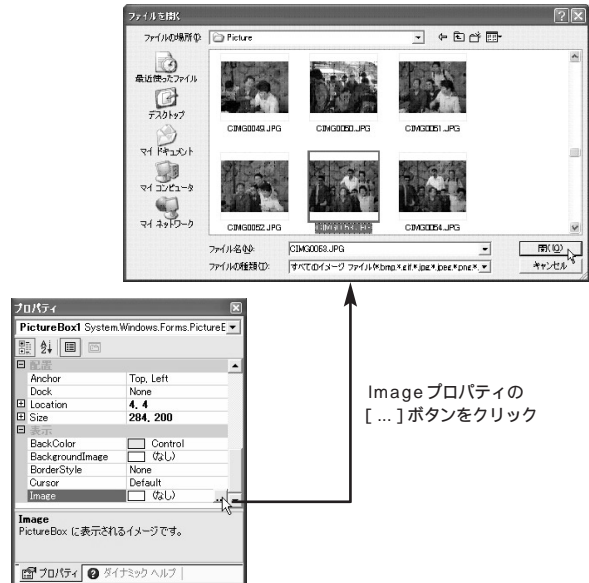 ファイルを開く
ファイルの場所(I):
Picture
最近使ったファイル
デスクトップ
マイ ドキュメント
マイ コンピュータ
マイ ネットワーク
CIMG0049.JPG
CIMG0050.JPG
CIMG0051.JPG
CIMG0052.JPG
CIMG0053.JPG
CIMG0054.JPG
ファイル名(N):
CIMG0053.JPG
開く(O)
ファイルの種類(T):
すべてのイメージ ファイル(*.bmp,*.gif,*.jpg,*.jpeg,*.png,*.
キャンセル
プロパティ
PictureBox1 System.Windows.Forms.PictureE
配置
Anchor Top, Left
Dock None
Location 4, 4
Size 284, 200
表示
BackColor Control
BackgroundImage (なし)
BorderStyle None
Cursor Default
Image (なし)
Image
PictureBox に表示されるイメージです。
プロパティ
ダイナミック ヘルプ
Imageプロパティの
[ ... ]ボタンをクリック